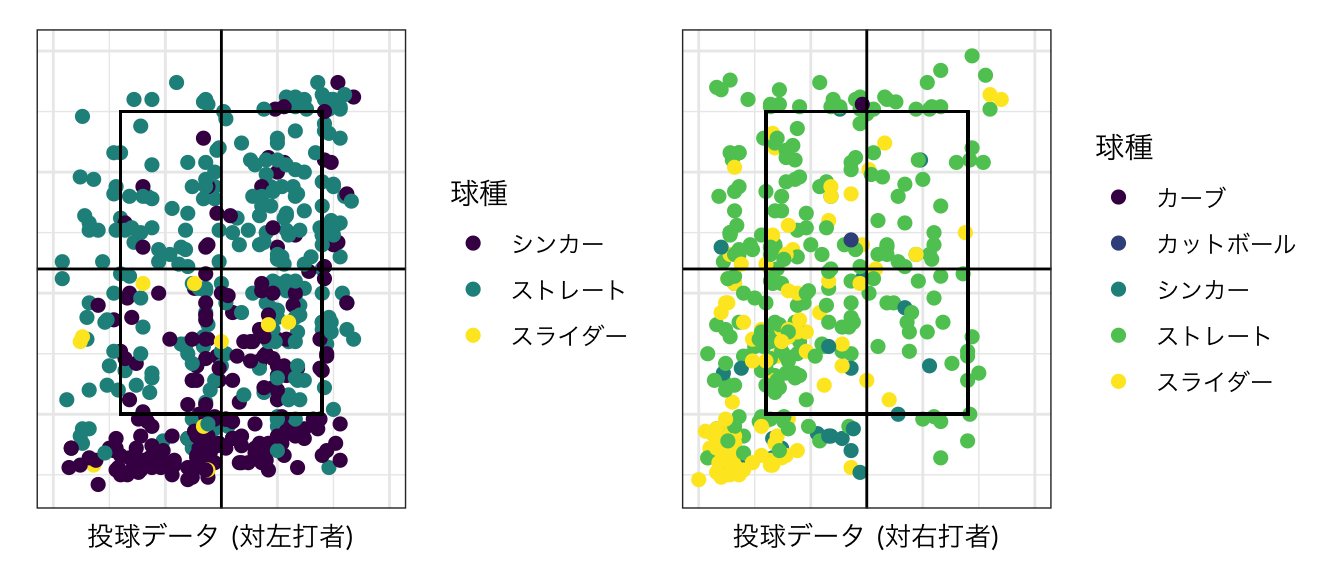 球種
シンカー
ストレート
スライダー
投球データ (対左打者)
球種
カーブ
カットボール
シンカー
ストレート
スライダー
投球データ (対右打者)